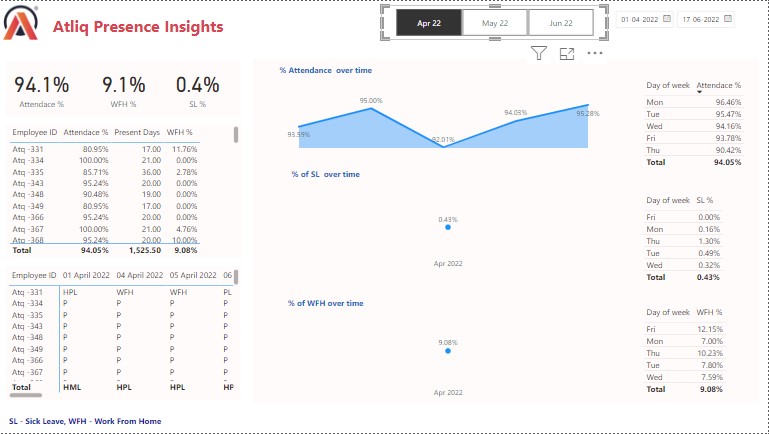 Atliq Presence Insights
Apr 22 May 22 Jun 22
01-04-2022 17-06-2022
94.1% 9.1% 0.4%
Attendace % WFH % SL %
Employee ID Attendace % Present Days WFH %
Atq -331 80.95% 17.00 11.76%
Atq -334 100.00% 21.00 0.00%
Atq -335 85.71% 36.00 2.78%
Atq -343 95.24% 20.00 0.00%
Atq -348 90.48% 19.00 0.00%
Atq -349 80.95% 17.00 0.00%
Atq -366 95.24% 20.00 0.00%
Atq -367 100.00% 21.00 4.76%
Atq -368 95.24% 20.00 10.00%
Total 94.05% 1,525.50 9.08%
Employee ID 01 April 2022 04 April 2022 05 April 2022 06
Atq -331 HPL WFH WFH PL
Atq -334 P P P P
Atq -335 P P P P
Atq -343 P P P P
Atq -348 P P P P
Atq -349 P P P P
Atq -366 P P P P
Atq -367 P P P P
Total HML HPL HPL HP
% Attendance over time
93.59% 95.00% 92.01% 94.03% 95.28%
% of SL over time
0.43%
Apr 2022
% of WFH over time
9.08%
Apr 2022
Day of week Attendace %
Mon 96.46%
Tue 95.47%
Wed 94.16%
Fri 93.78%
Thu 90.42%
Total 94.05%
Day of week SL %
Fri 0.00%
Mon 0.16%
Thu 1.30%
Tue 0.49%
Wed 0.32%
Total 0.43%
Day of week WFH %
Fri 12.15%
Mon 7.00%
Thu 10.23%
Tue 7.80%
Wed 7.59%
Total 9.08%
SL - Sick Leave, WFH - Work From Home